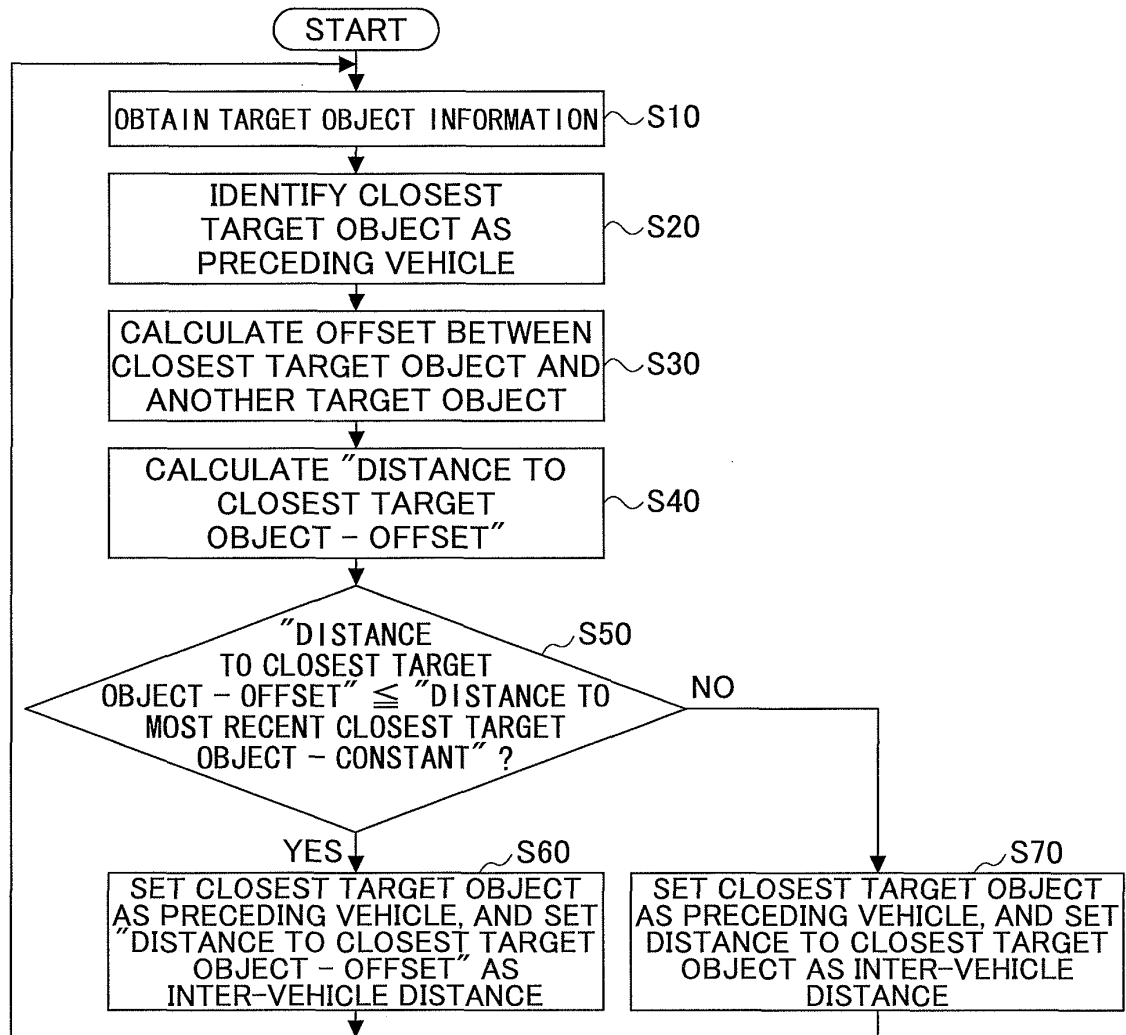 START
OBTAIN TARGET OBJECT INFORMATION
S10
IDENTIFY CLOSEST
TARGET OBJECT AS
PRECEDING VEHICLE
S20
CALCULATE OFFSET BETWEEN
CLOSEST TARGET OBJECT AND
ANOTHER TARGET OBJECT
S30
CALCULATE "DISTANCE TO
CLOSEST TARGET
OBJECT - OFFSET"
S40
"DISTANCE
TO CLOSEST TARGET
OBJECT - OFFSET" ≦ "DISTANCE TO
MOST RECENT CLOSEST TARGET
OBJECT - CONSTANT" ?
S50
NO
YES
S60
SET CLOSEST TARGET OBJECT
AS PRECEDING VEHICLE, AND SET
"DISTANCE TO CLOSEST TARGET
OBJECT - OFFSET" AS
INTER-VEHICLE DISTANCE
S70
SET CLOSEST TARGET OBJECT
AS PRECEDING VEHICLE, AND SET
DISTANCE TO CLOSEST TARGET
OBJECT AS INTER-VEHICLE
DISTANCE